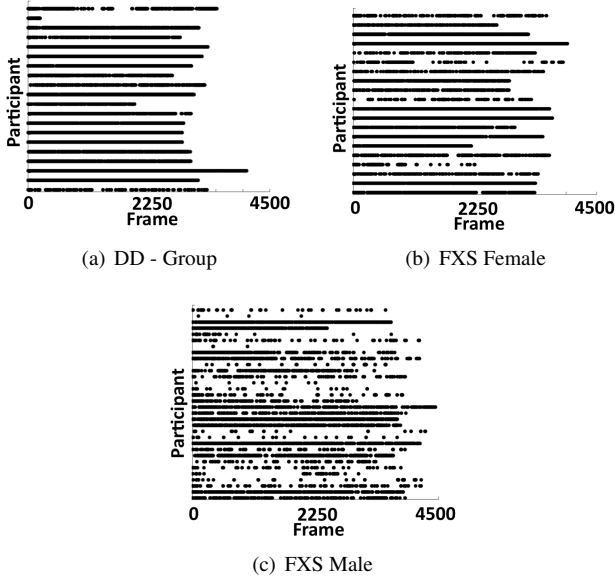 Participant
0 2250 4500
Frame
(a) DD - Group
Participant
0 2250 4500
Frame
(b) FXS Female
Participant
0 2250 4500
Frame
(c) FXS Male